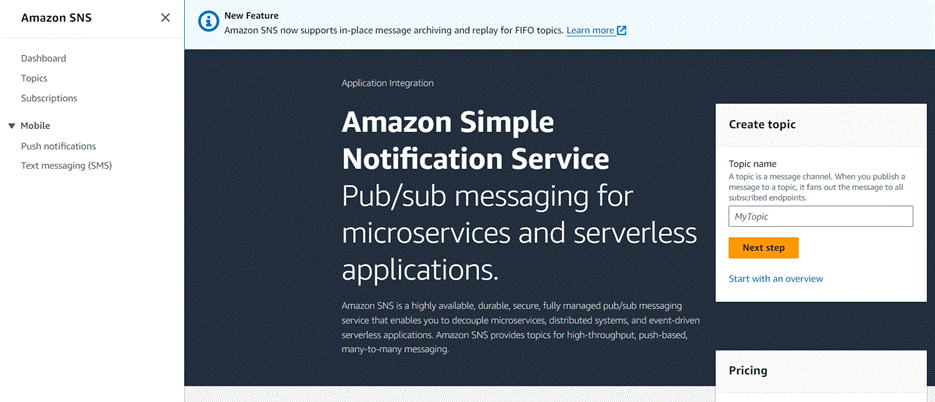 Amazon SNS
Dashboard
Topics
Subscriptions
Mobile
Push notifications
Text messaging (SMS)
New Feature
Amazon SNS now supports in-place message archiving and replay for FIFO topics. Learn more
Application Integration
Amazon Simple
Notification Service
Pub/sub messaging for
microservices and serverless
applications.
Amazon SNS is a highly available, durable, secure, fully managed pub/sub messaging
service that enables you to decouple microservices, distributed systems, and event-driven
serverless applications. Amazon SNS provides topics for high-throughput, push-based,
many-to-many messaging.
Create topic
Topic name
A topic is a message channel. When you publish a
message to a topic, it fans out the message to all
subscribed endpoints.
MyTopic
Next step
Start with an overview
Pricing